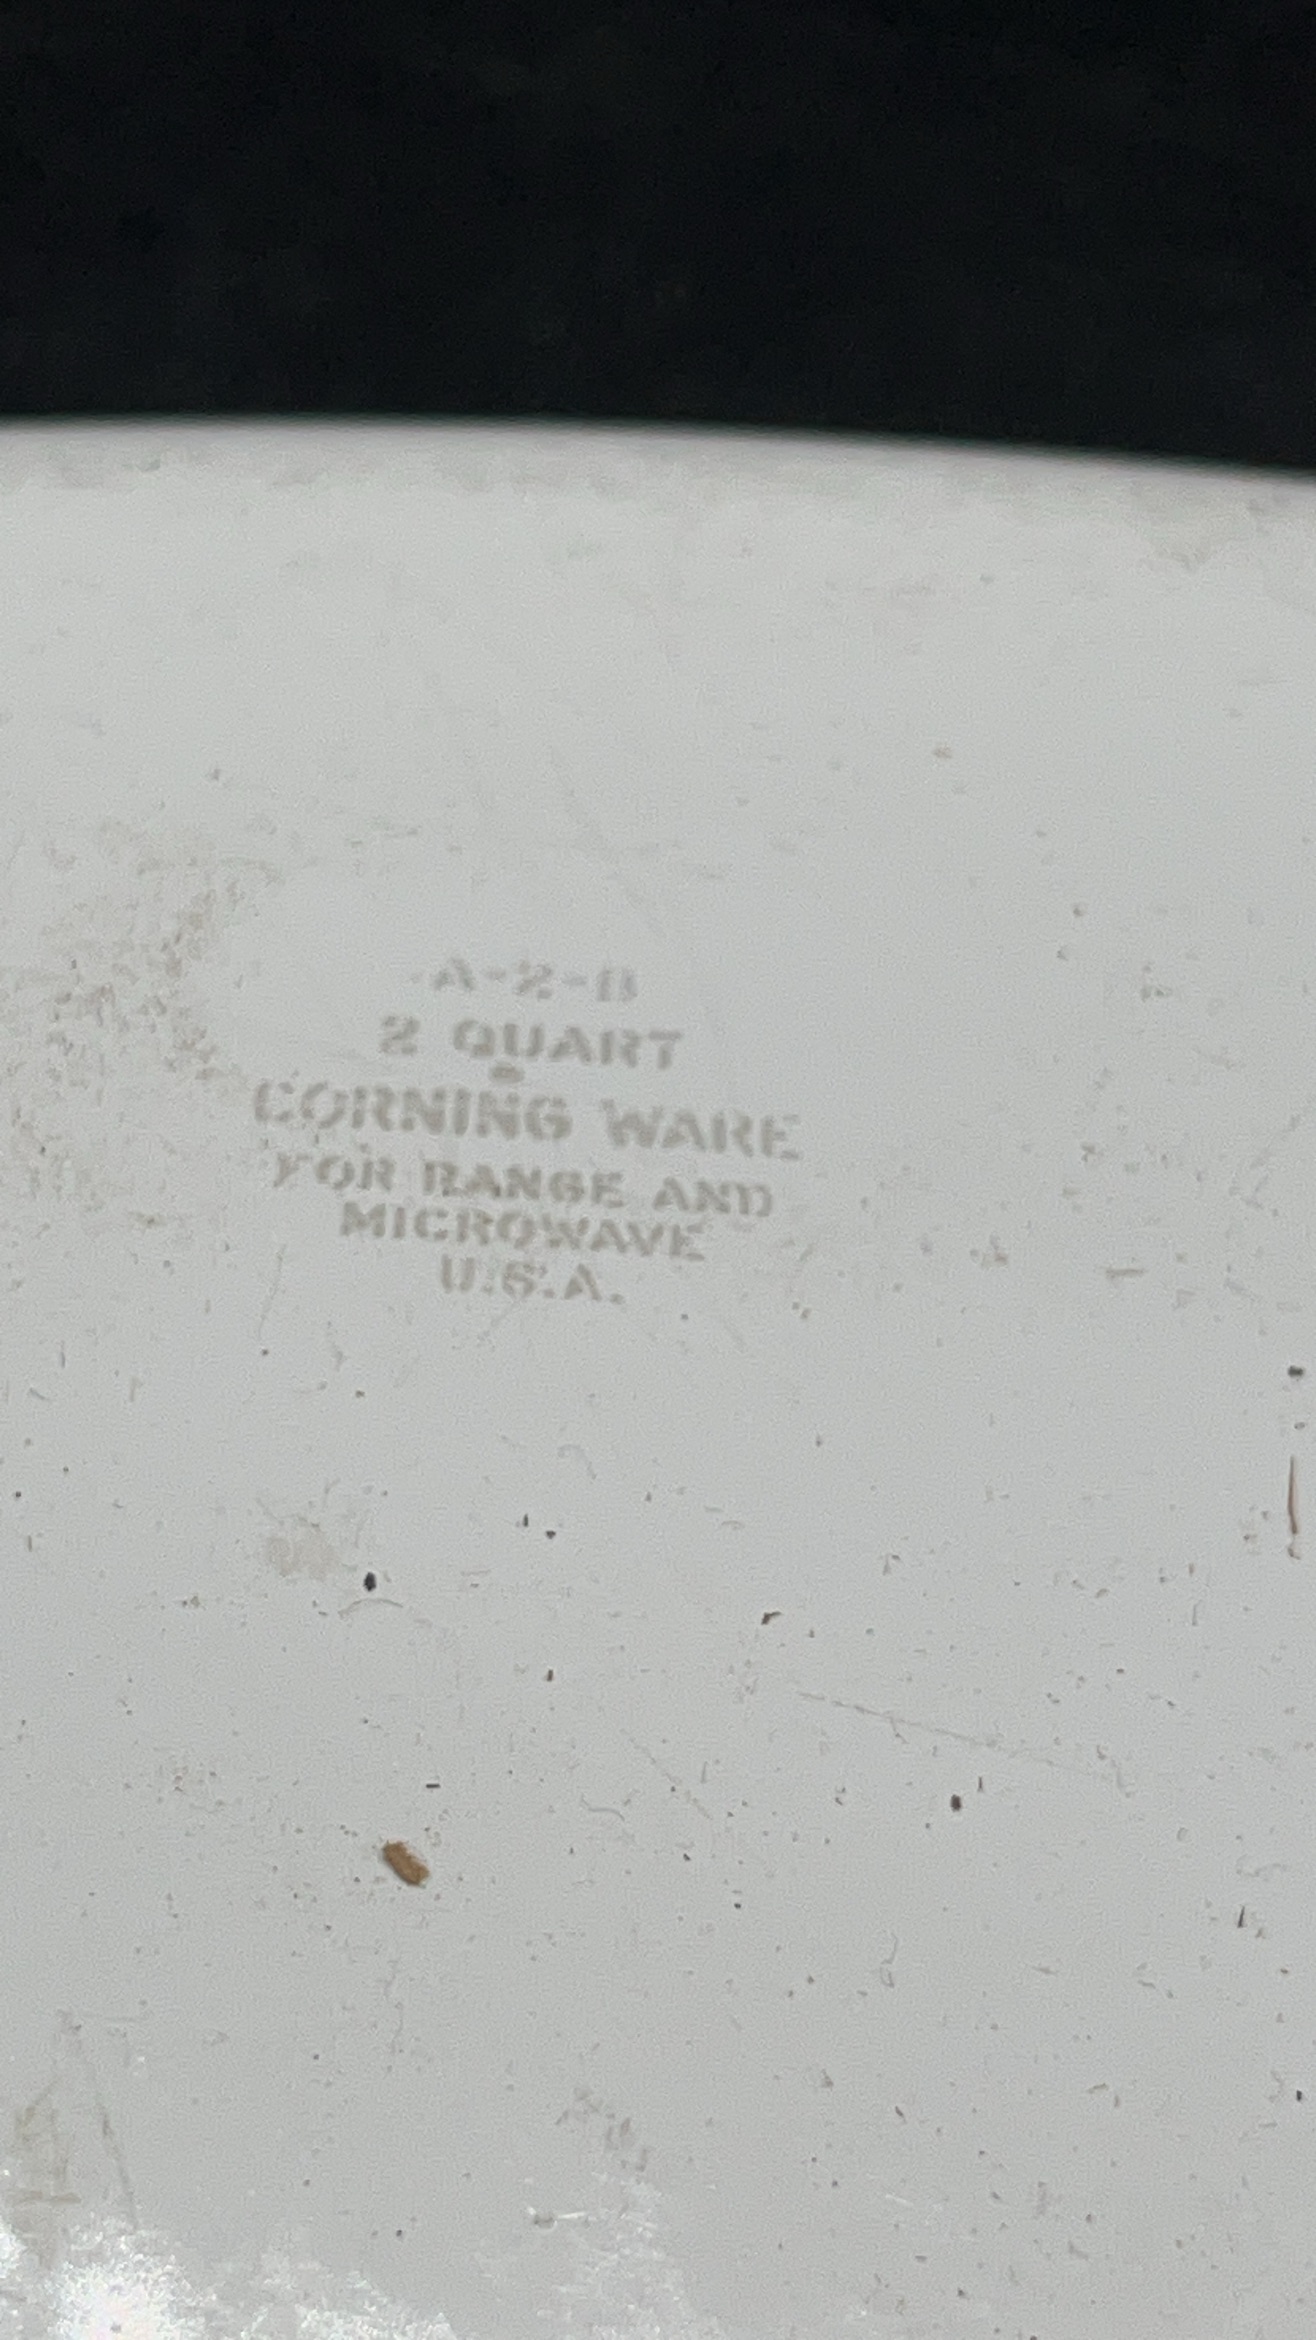 A-2-B
2 QUART
CORNING WARE
FOR RANGE AND
MICROWAVE
U.S.A.